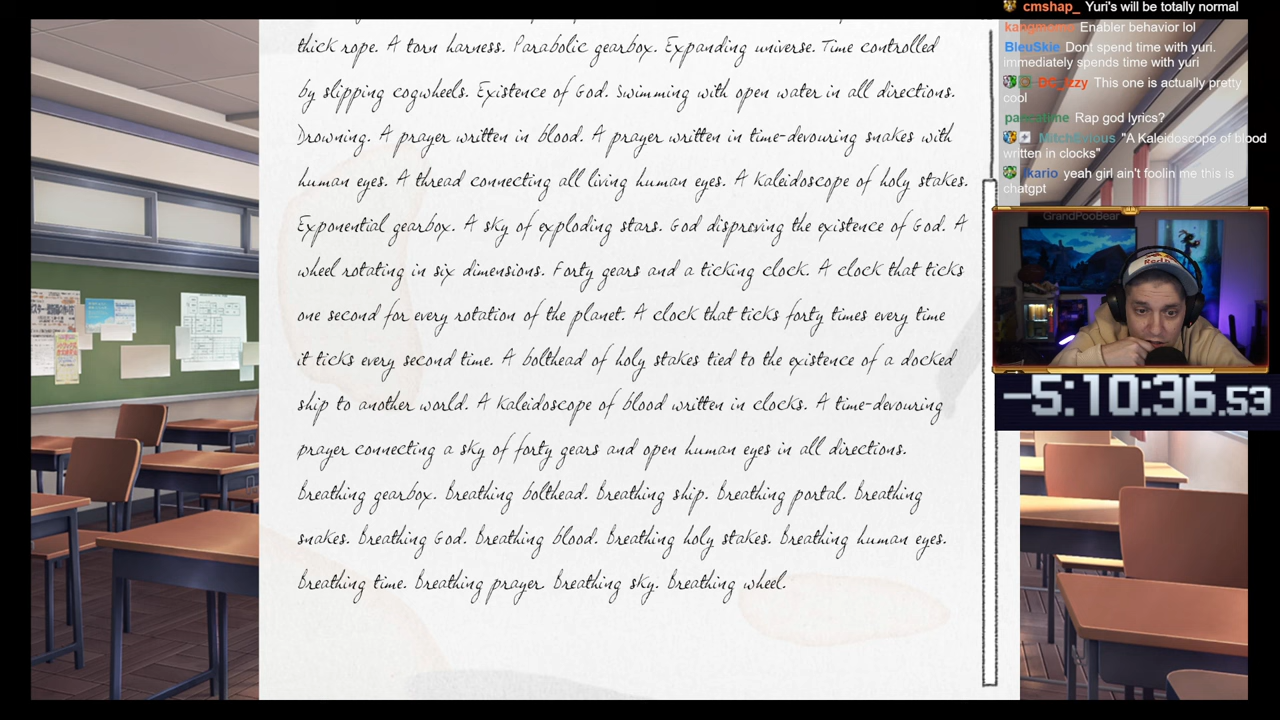 thick rope. A torn harness. Parabolic gearbox. Expanding universe. Time controlled
by slipping cogwheels. Existence of God. Swimming with open water in all directions.
Drowning. A prayer written in blood. A prayer written in time-devouring snakes with
human eyes. A thread connecting all living human eyes. A kaleidoscope of holy stakes.
Exponential gearbox. A sky of exploding stars. God disproving the existence of God. A
wheel rotating in six dimensions. Forty gears and a ticking clock. A clock that ticks
one second for every rotation of the planet. A clock that ticks forty times every time
it ticks every second time. A bolthead of holy stakes tied to the existence of a docked
ship to another world. A kaleidoscope of blood written in clocks. A time-devouring
prayer connecting a sky of forty gears and open human eyes in all directions.
Breathing gearbox. Breathing bolthead. Breathing ship. Breathing portal. Breathing
snakes. Breathing God. Breathing blood. Breathing holy stakes. Breathing human eyes.
Breathing time. Breathing prayer. Breathing sky. Breathing wheel.
cmshap_ Yuri's will be totally normal
Enabler behavior lol
BleuSkie Dont spend time with yuri.
immediately spends time with yuri
DC_Izzy This one is actually pretty
cool
Rap god lyrics?
"A Kaleidoscope of blood
written in clocks"
ikario yeah girl ain't foolin me this is
chatgpt
GrandPooBear
-5:10:36.53